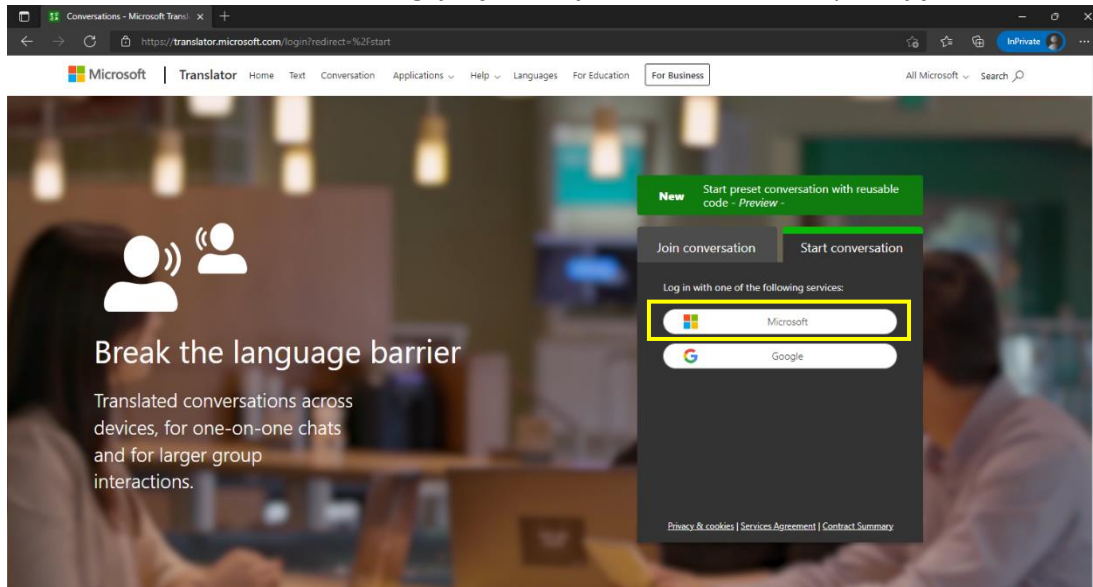 Conversations - Microsoft Transl
https://translator.microsoft.com/login?redirect=%2Fstart
InPrivate
Microsoft | Translator Home Text Conversation Applications Help Languages For Education For Business All Microsoft Search
New Start preset conversation with reusable
code - Preview -
Join conversation Start conversation
Log in with one of the following services:
Microsoft
Google
Break the language barrier
Translated conversations across
devices, for one-on-one chats
and for larger group
interactions.
Privacy & cookies | Services Agreement | Contract Summary